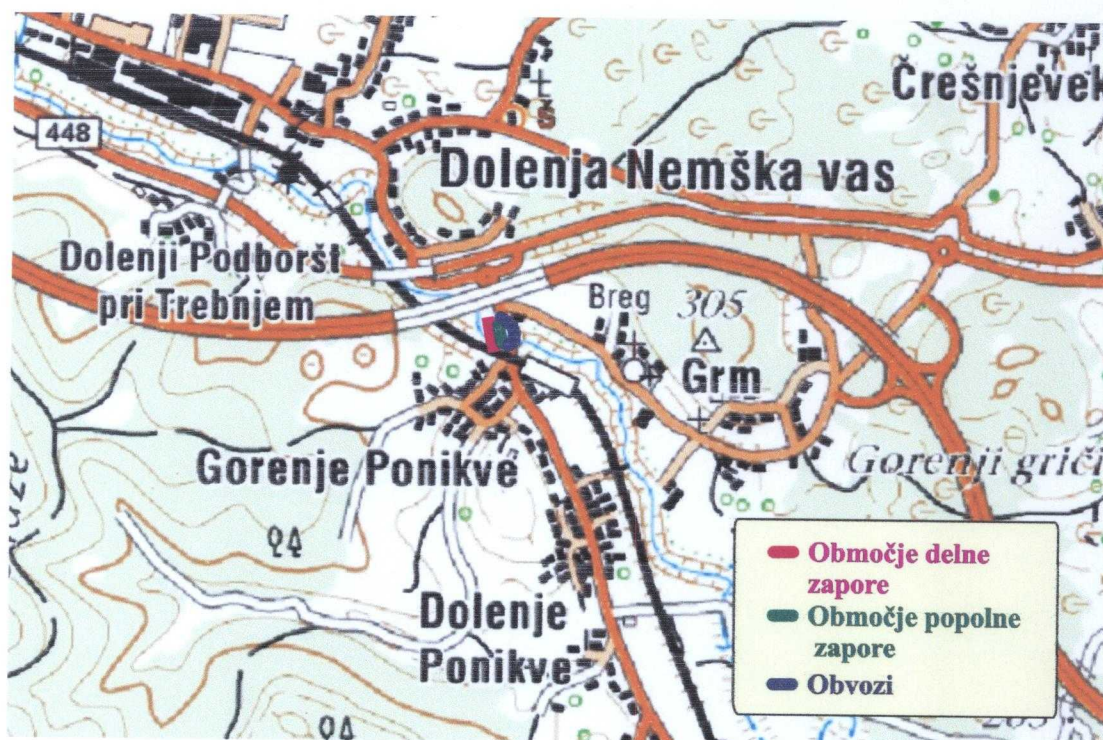 448
Š
Črešnjevek
Dolenja Nemška vas
Dolenji Podboršt
pri Trebnjem
Breg
305
Grm
Gorenje Ponikve
Gorenji griči
Dolenje
Ponikve
Območje delne
zapore
Območje popolne
zapore
Obvozi